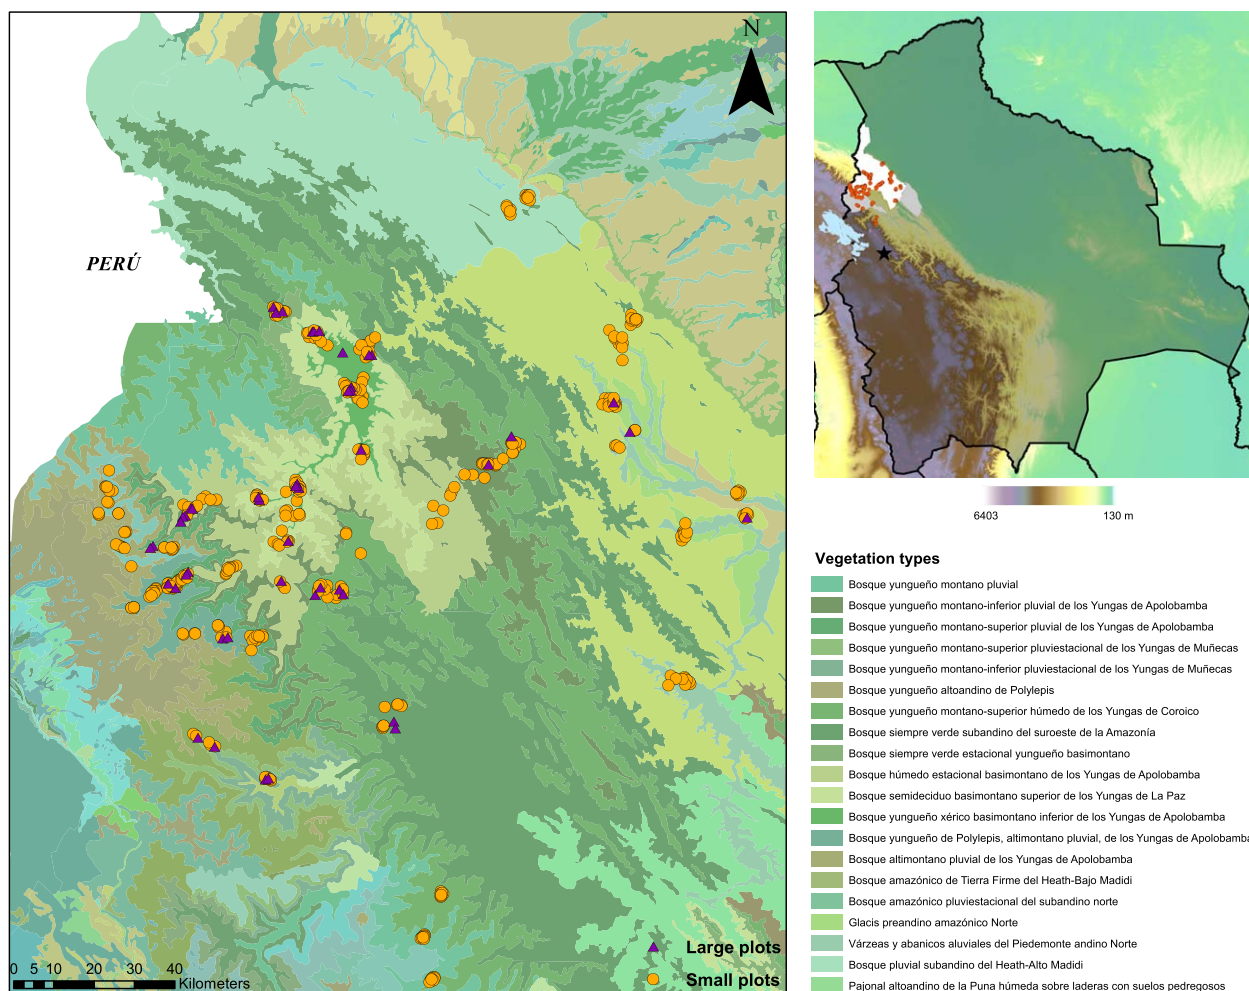 N
PERÚ
Large plots
Small plots
0 5 10 20 30 40
Kilometers
6403 130 m
Vegetation types
Bosque yungueño montano pluvial
Bosque yungueño montano-inferior pluvial de los Yungas de Apolobamba
Bosque yungueño montano-superior pluvial de los Yungas de Apolobamba
Bosque yungueño montano-superior pluviestacional de los Yungas de Muñecas
Bosque yungueño montano-inferior pluviestacional de los Yungas de Muñecas
Bosque yungueño altoandino de Polylepis
Bosque yungueño montano-superior húmedo de los Yungas de Coroico
Bosque siempre verde subandino del suroeste de la Amazonía
Bosque siempre verde estacional yungueño basimontano
Bosque húmedo estacional basimontano de los Yungas de Apolobamba
Bosque semideciduo basimontano superior de los Yungas de La Paz
Bosque yungueño xérico basimontano inferior de los Yungas de Apolobamba
Bosque yungueño de Polylepis, altimontano pluvial, de los Yungas de Apolobamba
Bosque altimontano pluvial de los Yungas de Apolobamba
Bosque amazónico de Tierra Firme del Heath-Bajo Madidi
Bosque amazónico pluviestacional del subandino norte
Glacis preandino amazónico Norte
Várzeas y abanicos aluviales del Piedemonte andino Norte
Bosque pluvial subandino del Heath-Alto Madidi
Pajonal altoandino de la Puna húmeda sobre laderas con suelos pedregosos